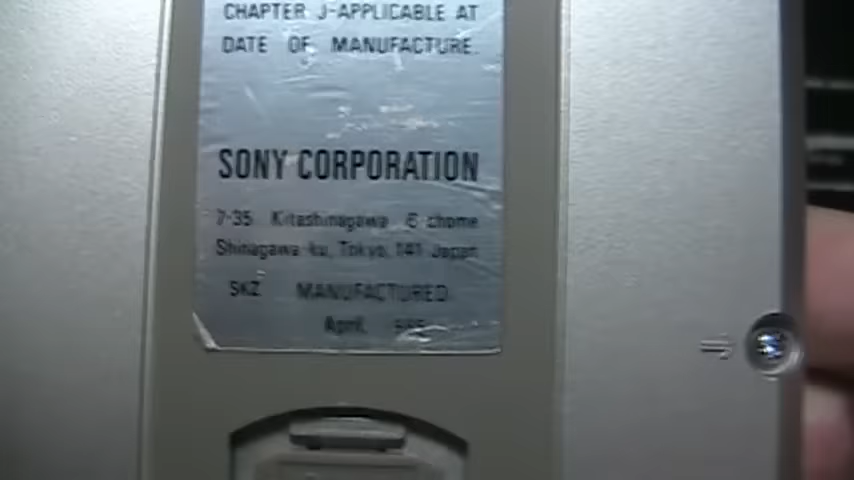 CHAPTER J-APPLICABLE AT
DATE OF MANUFACTURE.
SONY CORPORATION
7-35 Kitashinagawa 6 chome
Shinagawa-ku, Tokyo, 141 Japan
SKZ MANUFACTURED
April,